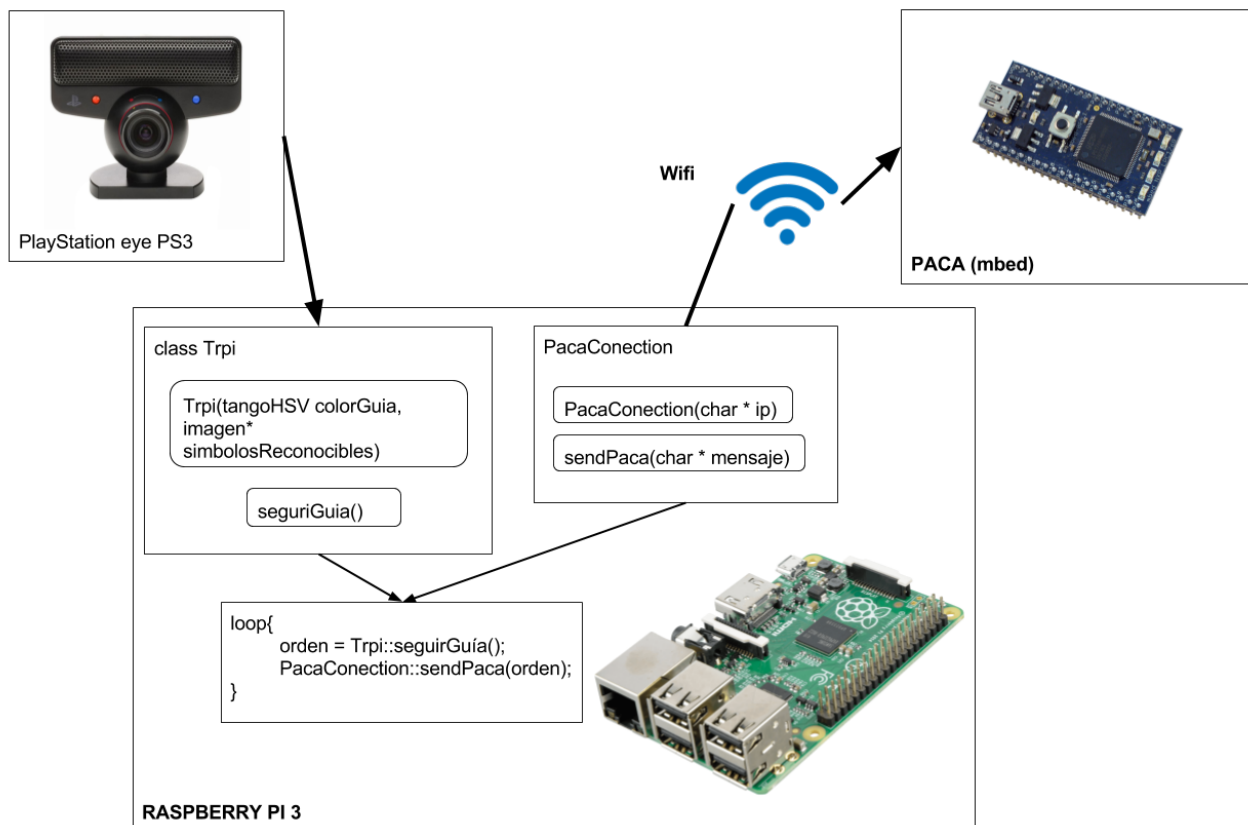 PlayStation eye PS3
Wifi
PACA (mbed)
class Trpi
Trpi(tangoHSV colorGuia,
imagen*
simbolosReconocibles)
seguriGuia()
PacaConection
PacaConection(char * ip)
sendPaca(char * mensaje)
loop{
orden = Trpi::seguirGuía();
PacaConection::sendPaca(orden);
}
HDMI
RASPBERRY PI 3